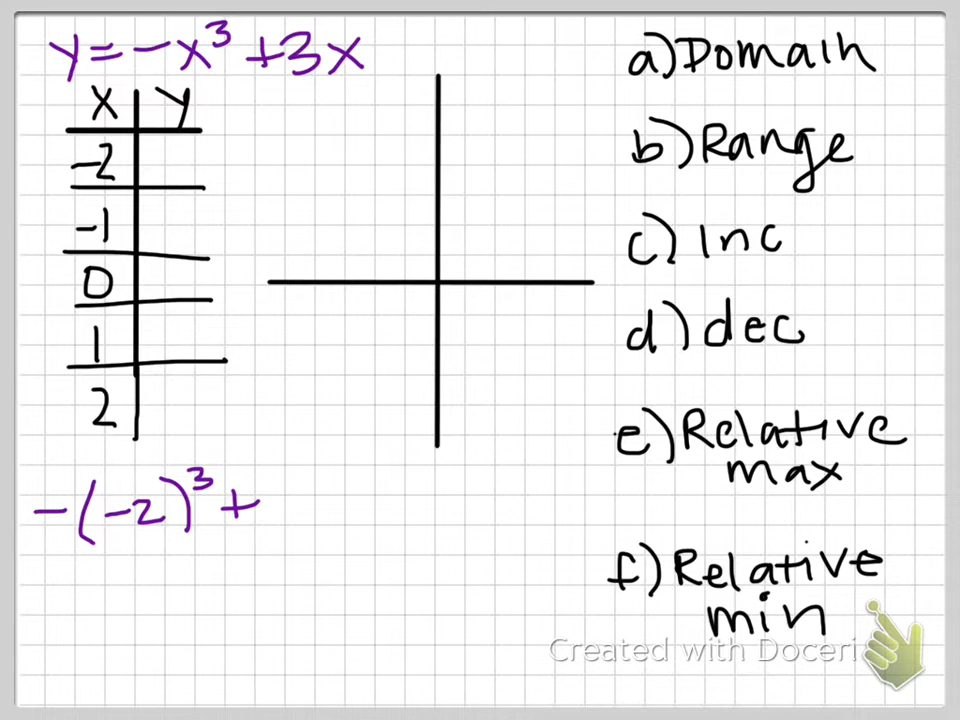 y = -x³ + 3x
x y
-2
-1
0
1
2
-(-2)³ +
a) Domain
b) Range
c) Inc
d) dec
e) Relative
max
f) Relative
min
Created with Doceri